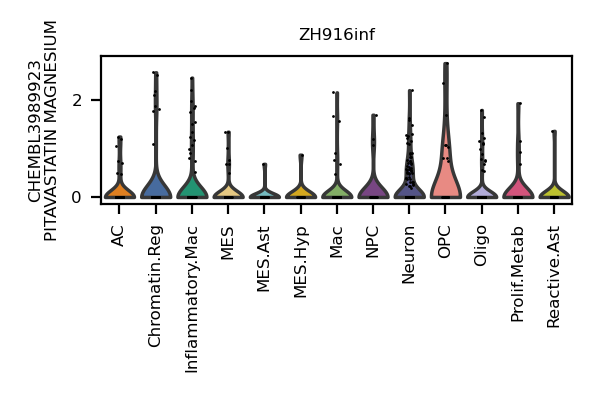 ZH916inf
CHEMBL3989923
PITAVASTATIN MAGNESIUM
2
0
AC
Chromatin.Reg
Inflammatory.Mac
MES
MES.Ast
MES.Hyp
Mac
NPC
Neuron
OPC
Oligo
Prolif.Metab
Reactive.Ast